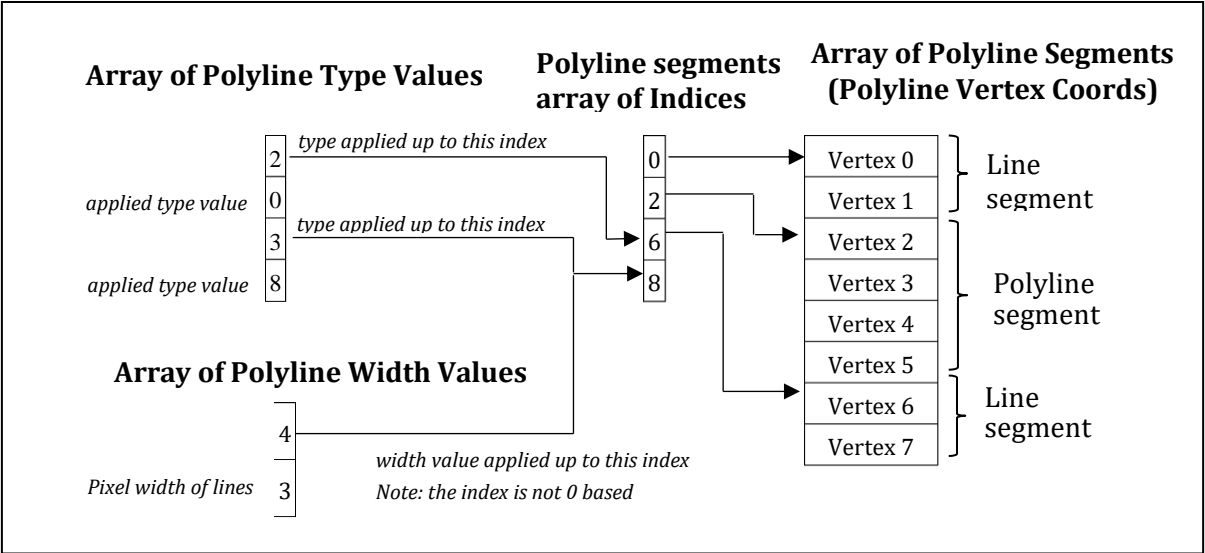 Array of Polyline Type Values
Polyline segments
array of Indices
Array of Polyline Segments
(Polyline Vertex Coords)
2
type applied up to this index
applied type value
0
3
type applied up to this index
applied type value
8
0
2
6
8
Vertex 0
Vertex 1
Vertex 2
Vertex 3
Vertex 4
Vertex 5
Vertex 6
Vertex 7
Line
segment
Polyline
segment
Line
segment
Array of Polyline Width Values
4
width value applied up to this index
Pixel width of lines
3
Note: the index is not 0 based